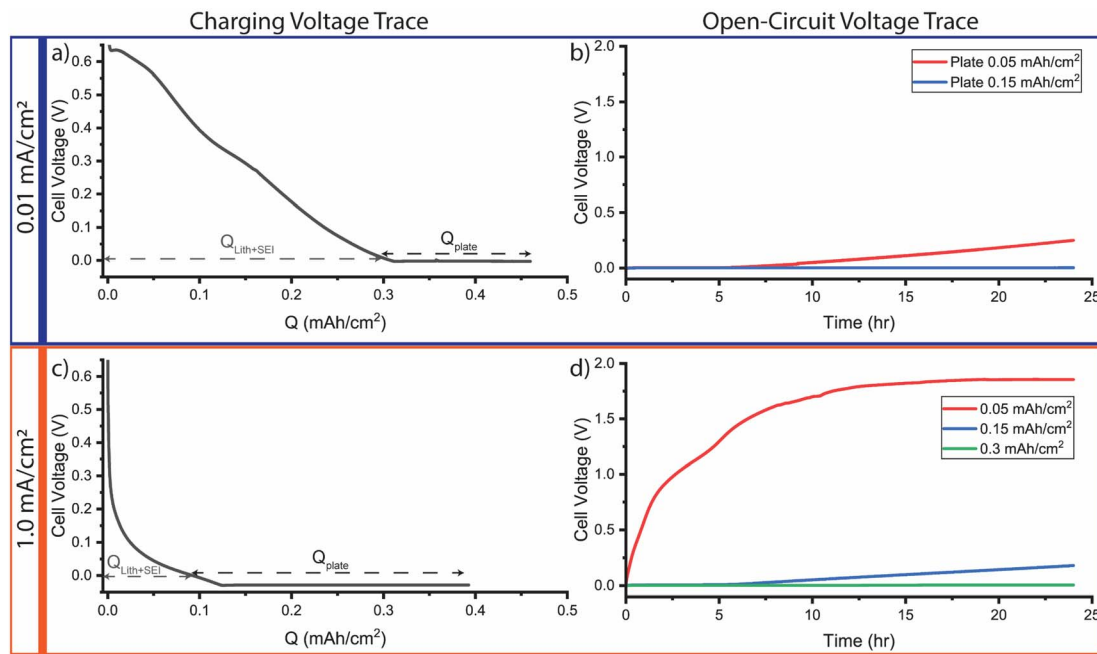 Charging Voltage Trace
Open-Circuit Voltage Trace
0.01 mA/cm²
a)
0.6
0.5
0.4
0.3
0.2
0.1
0.0
Cell Voltage (V)
Q_Lith+SEI
Q_plate
0.0 0.1 0.2 0.3 0.4 0.5
Q (mAh/cm²)
b)
2.0
1.5
1.0
0.5
0.0
Cell Voltage (V)
Plate 0.05 mAh/cm²
Plate 0.15 mAh/cm²
0 5 10 15 20 25
Time (hr)
1.0 mA/cm²
c)
0.6
0.5
0.4
0.3
0.2
0.1
0.0
Cell Voltage (V)
Q_Lith+SEI
Q_plate
0.0 0.1 0.2 0.3 0.4 0.5
Q (mAh/cm²)
d)
2.0
1.5
1.0
0.5
0.0
Cell Voltage (V)
0.05 mAh/cm²
0.15 mAh/cm²
0.3 mAh/cm²
0 5 10 15 20 25
Time (hr)